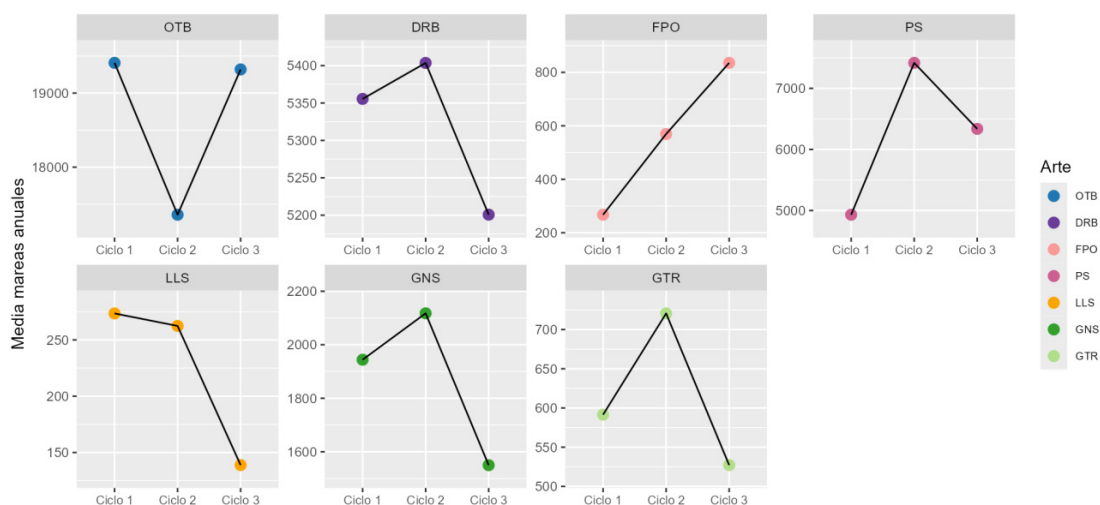 Media mareas anuales
OTB
19000
18000
Ciclo 1 Ciclo 2 Ciclo 3
DRB
5400
5350
5300
5250
5200
Ciclo 1 Ciclo 2 Ciclo 3
FPO
800
600
400
200
Ciclo 1 Ciclo 2 Ciclo 3
PS
7000
6000
5000
Ciclo 1 Ciclo 2 Ciclo 3
LLS
250
200
150
Ciclo 1 Ciclo 2 Ciclo 3
GNS
2200
2000
1800
1600
Ciclo 1 Ciclo 2 Ciclo 3
GTR
700
650
600
550
500
Ciclo 1 Ciclo 2 Ciclo 3
Arte
OTB
DRB
FPO
PS
LLS
GNS
GTR